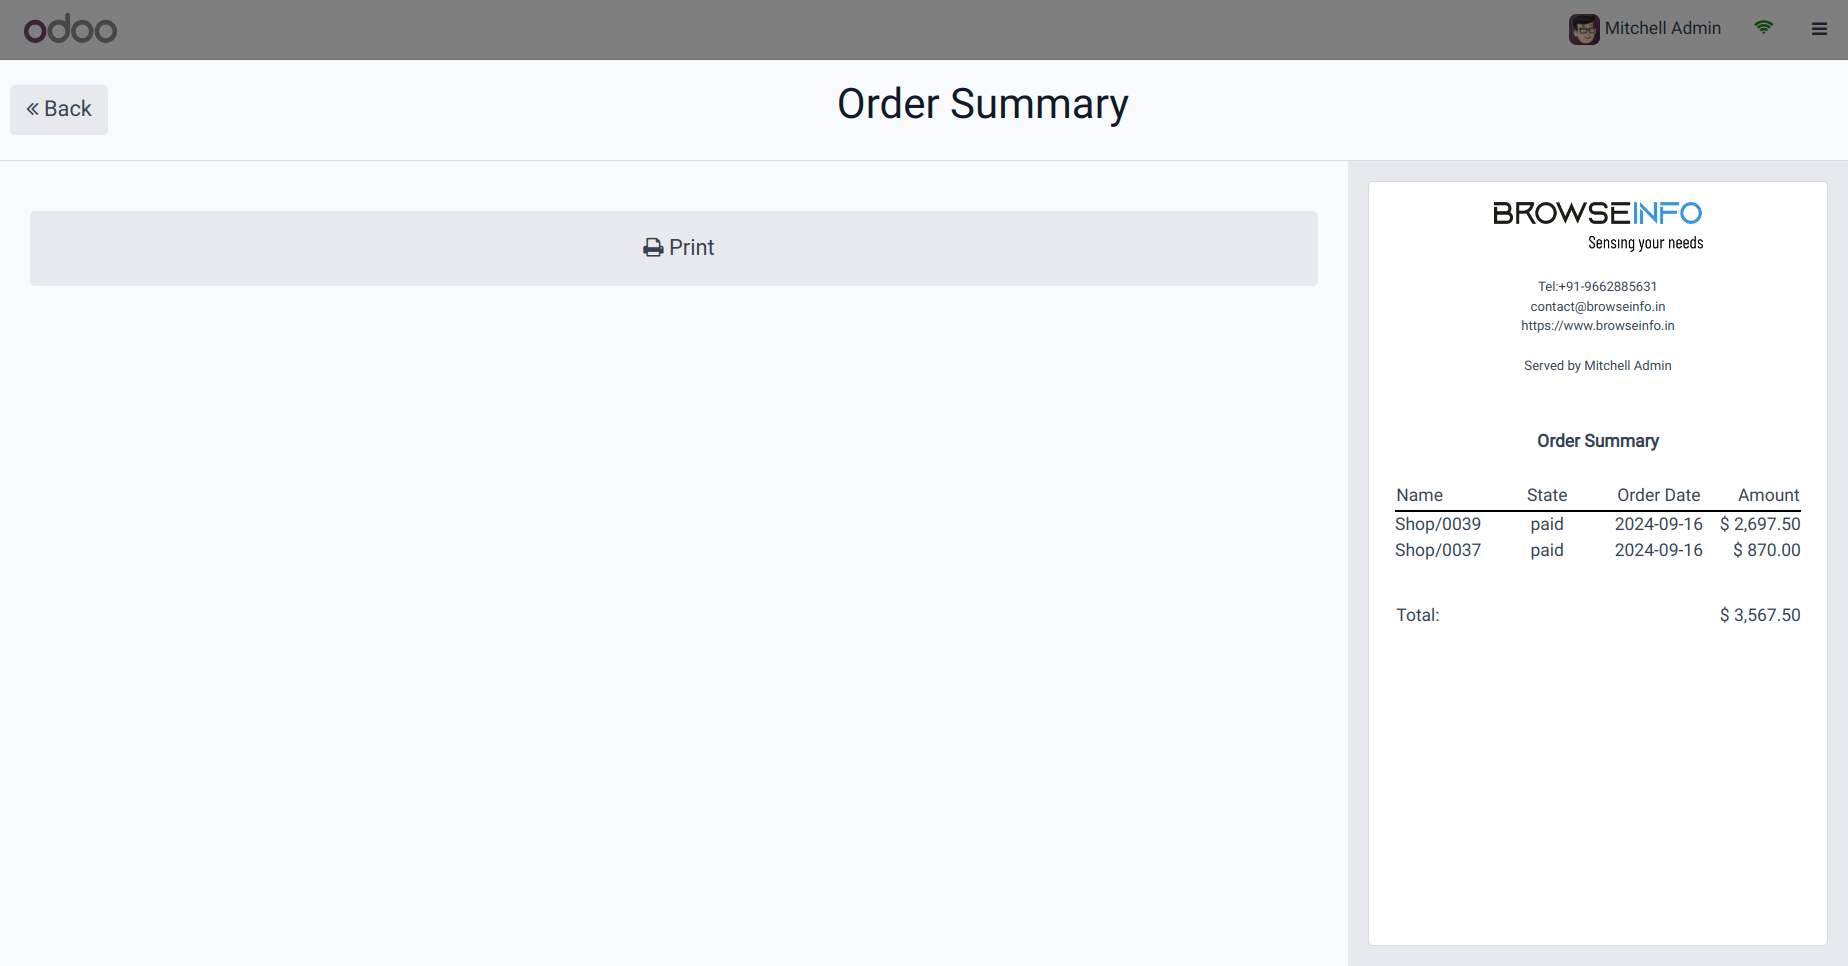 odoo
Mitchell Admin
« Back
Order Summary
Print
BROWSEINFO
Sensing your needs
Tel:+91-9662885631
contact@browseinfo.in
https://www.browseinfo.in
Served by Mitchell Admin
Order Summary
Name State Order Date Amount
Shop/0039 paid 2024-09-16 $ 2,697.50
Shop/0037 paid 2024-09-16 $ 870.00
Total: $ 3,567.50